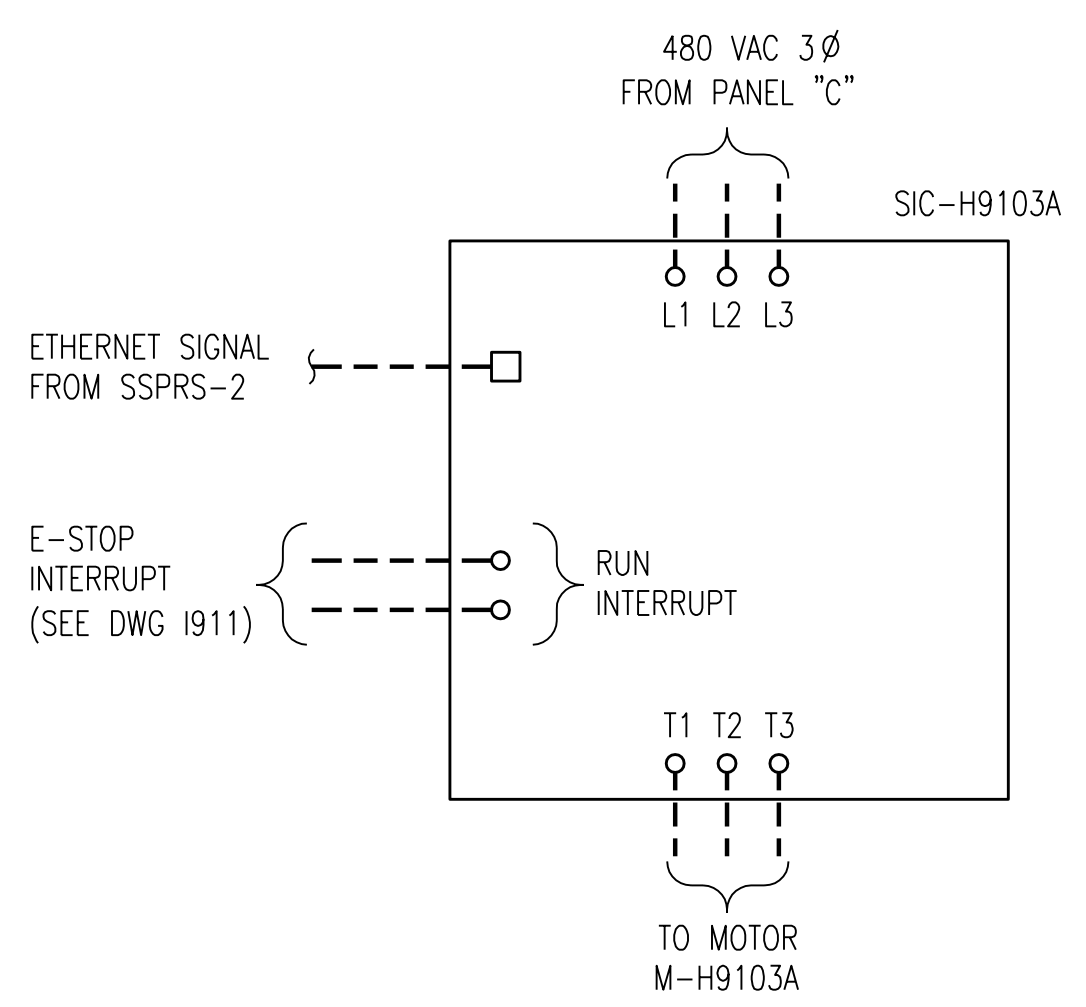 480 VAC 3Ø
FROM PANEL "C"
SIC-H9103A
L1 L2 L3
ETHERNET SIGNAL
FROM SSPRS-2
E-STOP
INTERRUPT
(SEE DWG I911)
RUN
INTERRUPT
T1 T2 T3
TO MOTOR
M-H9103A